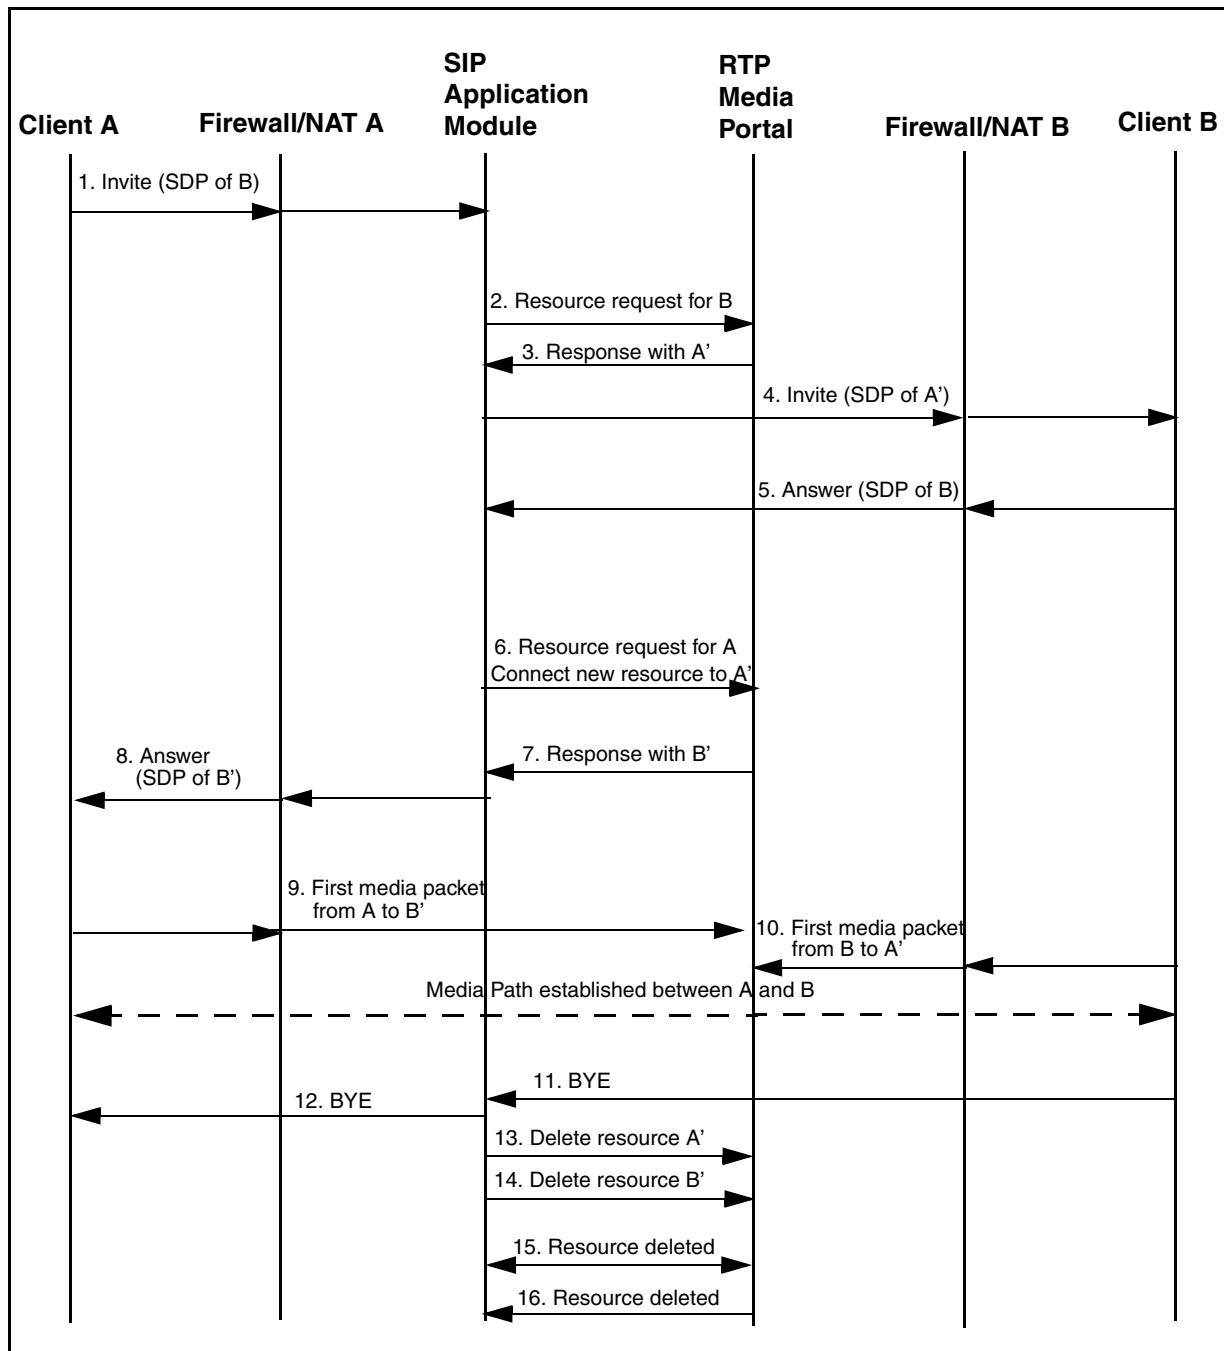 Client A
Firewall/NAT A
SIP
Application
Module
RTP
Media
Portal
Firewall/NAT B
Client B
1. Invite (SDP of B)
2. Resource request for B
3. Response with A’
4. Invite (SDP of A’)
5. Answer (SDP of B)
6. Resource request for A
Connect new resource to A’
7. Response with B’
8. Answer
(SDP of B’)
9. First media packet
from A to B’
10. First media packet
from B to A’
Media Path established between A and B
11. BYE
12. BYE
13. Delete resource A’
14. Delete resource B’
15. Resource deleted
16. Resource deleted